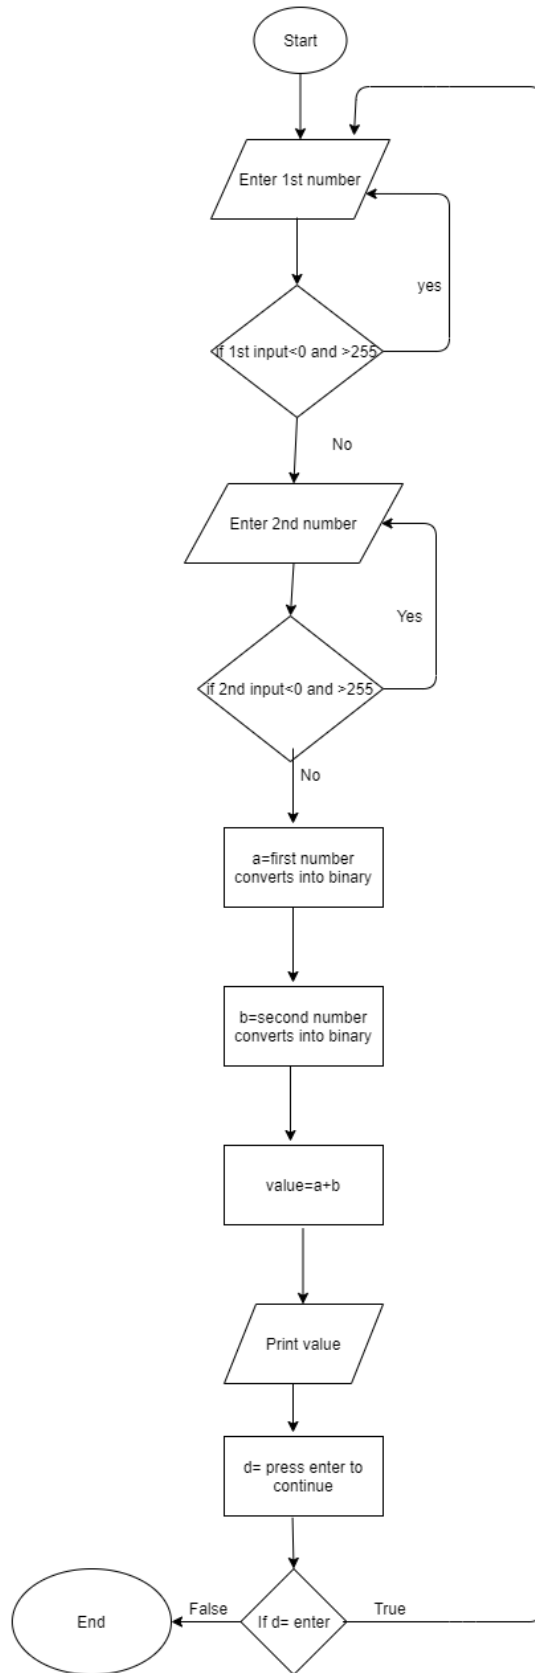 Start
Enter 1st number
yes
if 1st input<0 and >255
No
Enter 2nd number
Yes
if 2nd input<0 and >255
No
a=first number
converts into binary
b=second number
converts into binary
value=a+b
Print value
d= press enter to
continue
End
False
If d= enter
True